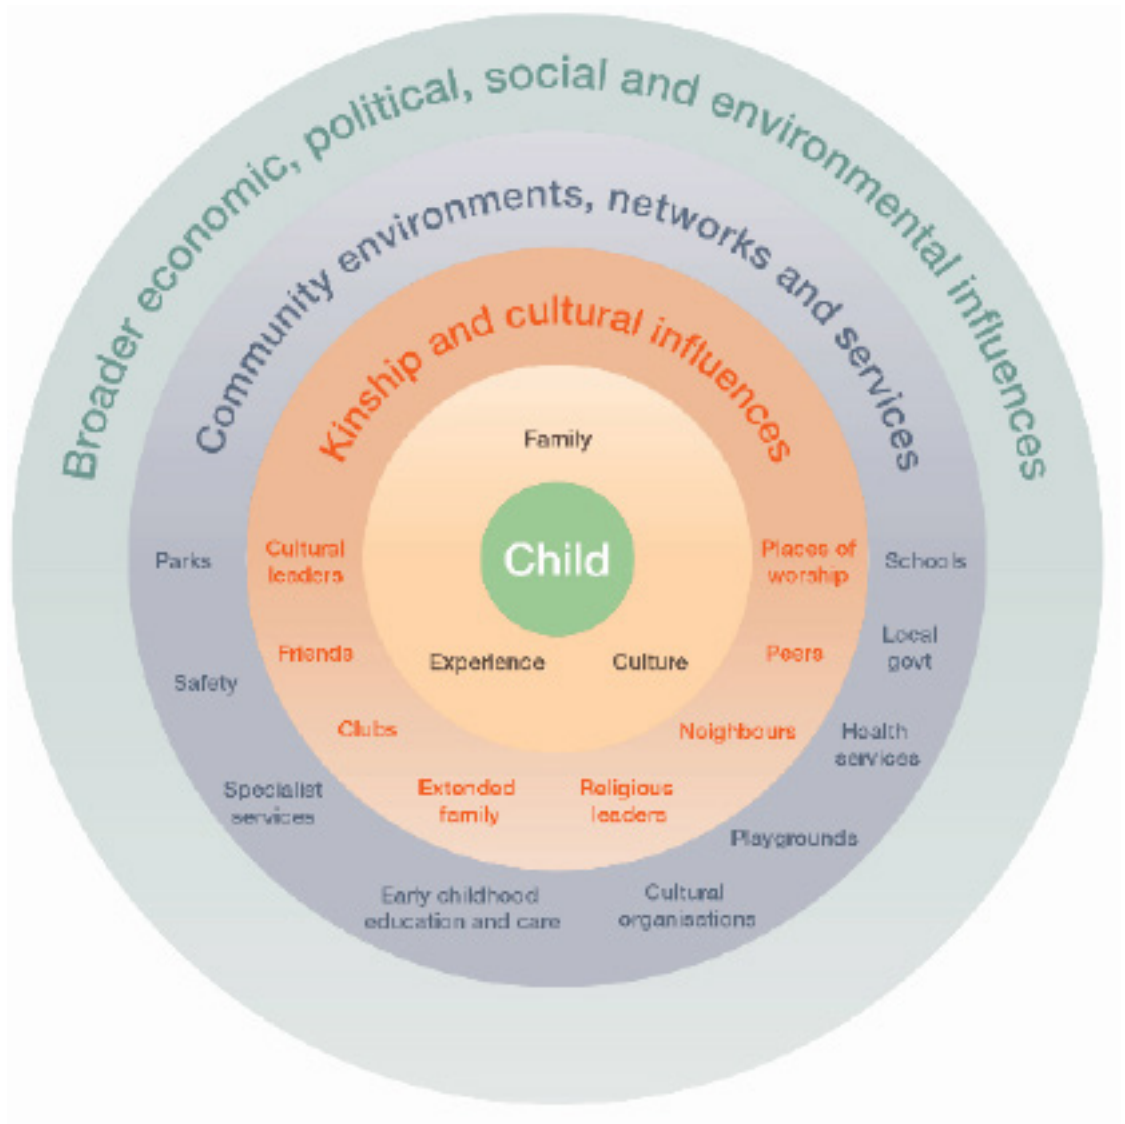 Broader economic, political, social and environmental influences
Community environments, networks and services
Kinship and cultural influences
Family
Child
Experience
Culture
Cultural
leaders
Friends
Clubs
Extended
family
Religious
leaders
Neighbours
Peers
Places of
worship
Parks
Safety
Specialist
services
Early childhood
education and care
Cultural
organisations
Playgrounds
Health
services
Local
govt
Schools